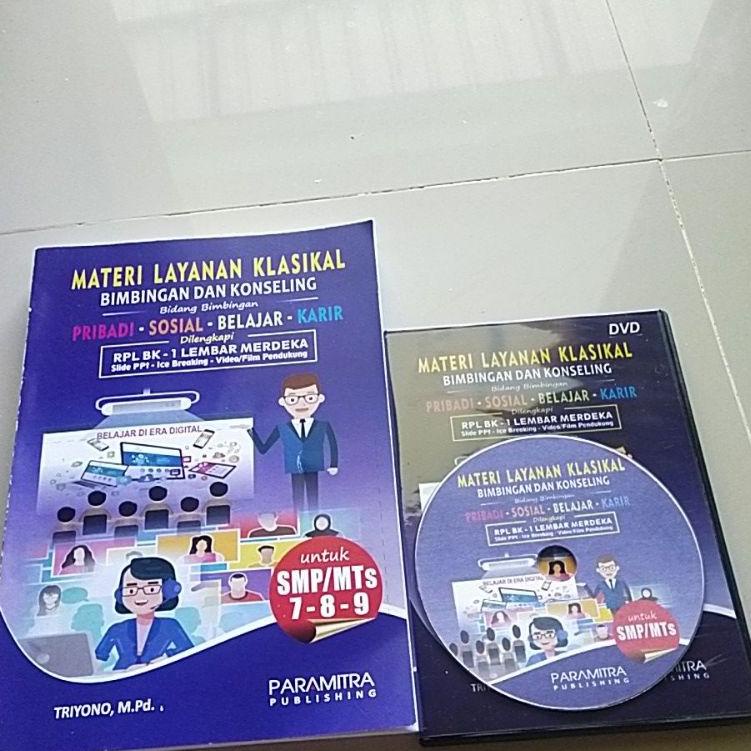 MATERI LAYANAN KLASIKAL
BIMBINGAN DAN KONSELING
Bidang Bimbingan
PRIBADI - SOSIAL - BELAJAR - KARIR
Dilengkapi
RPL BK - 1 LEMBAR MERDEKA
Slide PPt - Ice Breaking - Video/Film Pendukung
BELAJAR DI ERA DIGITAL
untuk
SMP/MTs
7 - 8 - 9
TRIYONO, M.Pd.
PARAMITRA
PUBLISHING
DVD
MATERI LAYANAN KLASIKAL
BIMBINGAN DAN KONSELING
Bidang Bimbingan
PRIBADI - SOSIAL - BELAJAR - KARIR
Dilengkapi
RPL BK - 1 LEMBAR MERDEKA
Slide PPt - Ice Breaking - Video/Film Pendukung
MATERI LAYANAN KLASIKAL
BIMBINGAN DAN KONSELING
Bidang Bimbingan
PRIBADI - SOSIAL - BELAJAR - KARIR
Dilengkapi
RPL BK - 1 LEMBAR MERDEKA
Slide PPt - Ice Breaking - Video/Film Pendukung
BELAJAR DI ERA DIGITAL
untuk
SMP/MTs
PARAMITRA
PUBLISHING
TRI
ITRA
SHING